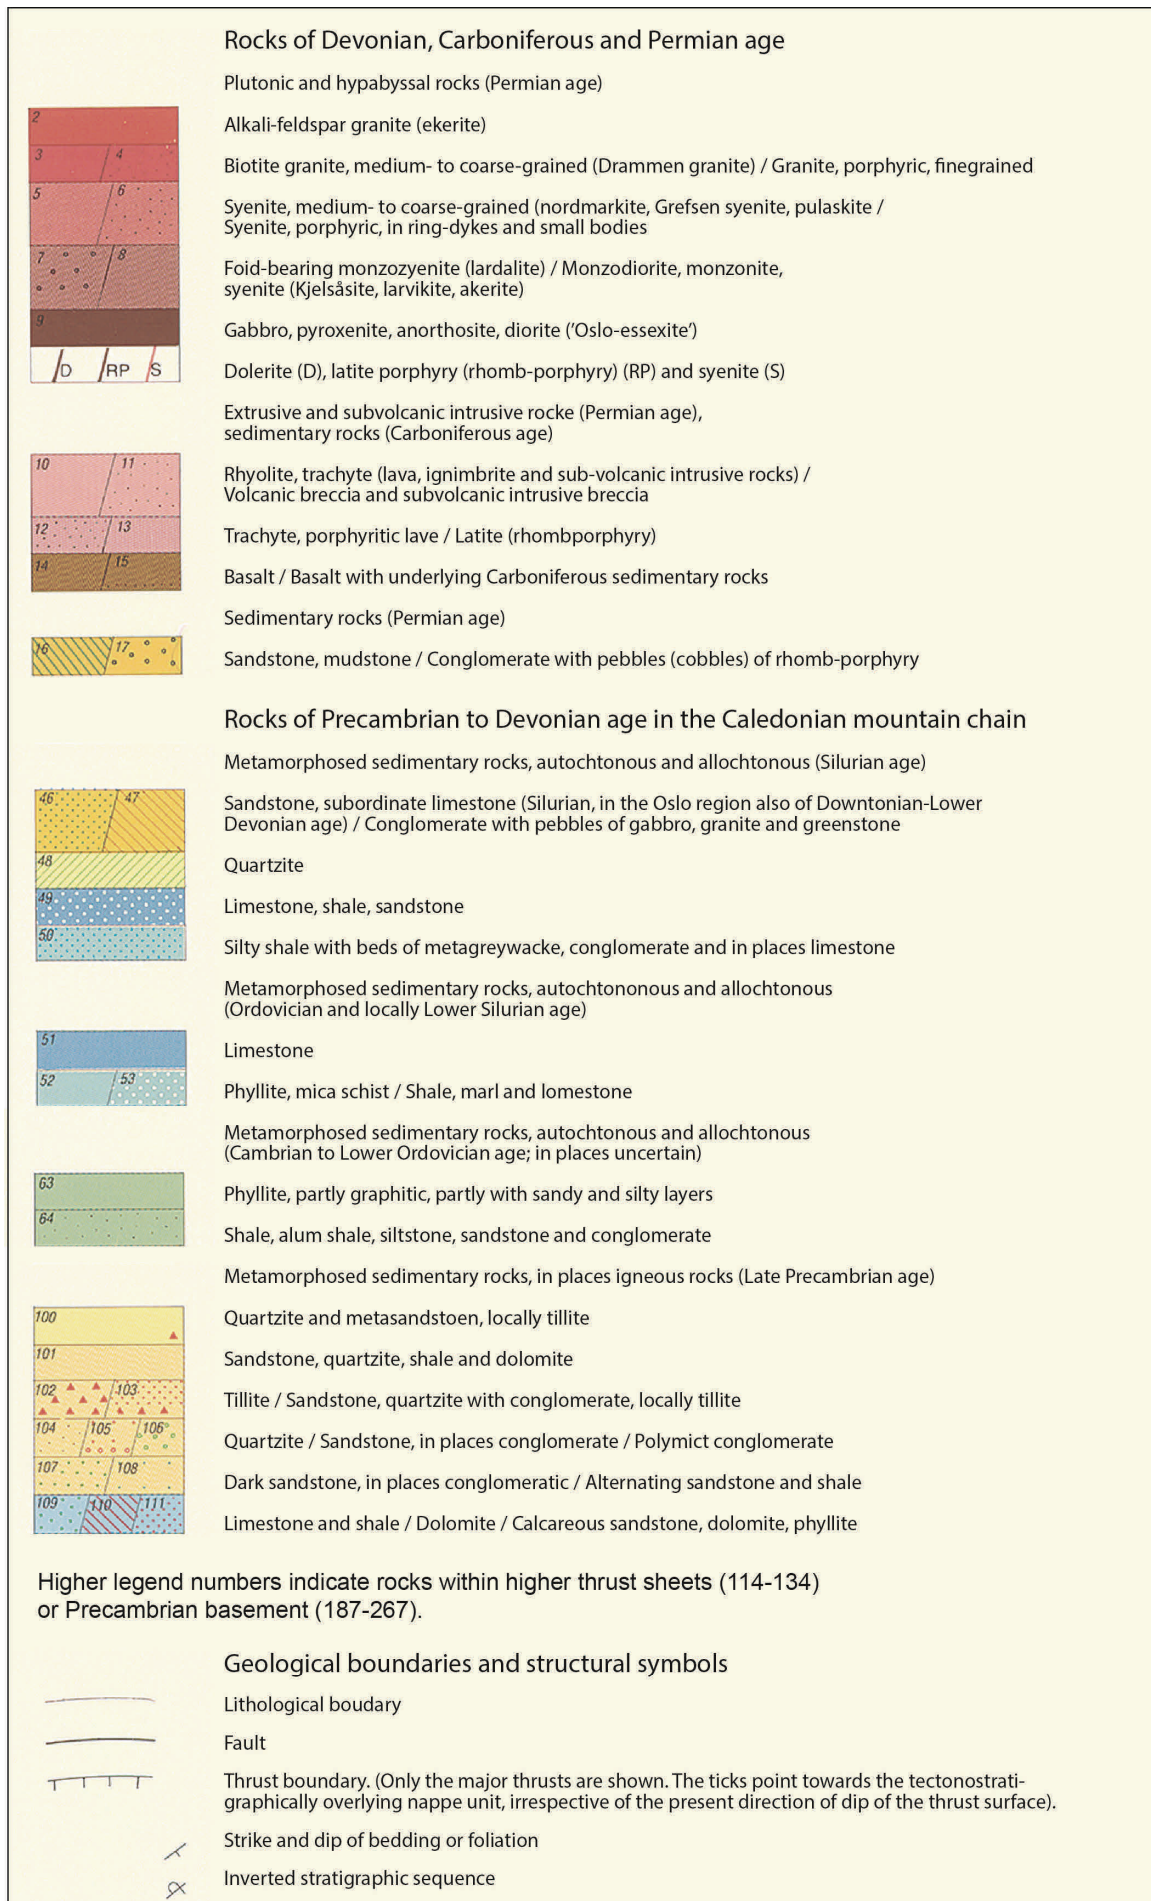 Rocks of Devonian, Carboniferous and Permian age
Plutonic and hypabyssal rocks (Permian age)
2
Alkali-feldspar granite (ekerite)
3 4
Biotite granite, medium- to coarse-grained (Drammen granite) / Granite, porphyric, finegrained
5 6
Syenite, medium- to coarse-grained (nordmarkite, Grefsen syenite, pulaskite /
Syenite, porphyric, in ring-dykes and small bodies
7 8
Foid-bearing monzozyenite (lardalite) / Monzodiorite, monzonite,
syenite (Kjelsåsite, larvikite, akerite)
9
Gabbro, pyroxenite, anorthosite, diorite ('Oslo-essexite')
D RP S
Dolerite (D), latite porphyry (rhomb-porphyry) (RP) and syenite (S)
Extrusive and subvolcanic intrusive rocke (Permian age),
sedimentary rocks (Carboniferous age)
10 11
Rhyolite, trachyte (lava, ignimbrite and sub-volcanic intrusive rocks) /
Volcanic breccia and subvolcanic intrusive breccia
12 13
Trachyte, porphyritic lave / Latite (rhombporphyry)
14 15
Basalt / Basalt with underlying Carboniferous sedimentary rocks
Sedimentary rocks (Permian age)
16 17
Sandstone, mudstone / Conglomerate with pebbles (cobbles) of rhomb-porphyry
Rocks of Precambrian to Devonian age in the Caledonian mountain chain
Metamorphosed sedimentary rocks, autochtonous and allochtonous (Silurian age)
46 47
Sandstone, subordinate limestone (Silurian, in the Oslo region also of Downtonian-Lower
Devonian age) / Conglomerate with pebbles of gabbro, granite and greenstone
48
Quartzite
49
Limestone, shale, sandstone
50
Silty shale with beds of metagreywacke, conglomerate and in places limestone
Metamorphosed sedimentary rocks, autochtononous and allochtonous
(Ordovician and locally Lower Silurian age)
51
Limestone
52 53
Phyllite, mica schist / Shale, marl and lomestone
Metamorphosed sedimentary rocks, autochtonous and allochtonous
(Cambrian to Lower Ordovician age; in places uncertain)
63
Phyllite, partly graphitic, partly with sandy and silty layers
64
Shale, alum shale, siltstone, sandstone and conglomerate
Metamorphosed sedimentary rocks, in places igneous rocks (Late Precambrian age)
100
Quartzite and metasandstoen, locally tillite
101
Sandstone, quartzite, shale and dolomite
102 103
Tillite / Sandstone, quartzite with conglomerate, locally tillite
104 105 106
Quartzite / Sandstone, in places conglomerate / Polymict conglomerate
107 108
Dark sandstone, in places conglomeratic / Alternating sandstone and shale
109 110 111
Limestone and shale / Dolomite / Calcareous sandstone, dolomite, phyllite
Higher legend numbers indicate rocks within higher thrust sheets (114-134)
or Precambrian basement (187-267).
Geological boundaries and structural symbols
Lithological boudary
Fault
Thrust boundary. (Only the major thrusts are shown. The ticks point towards the tectonostrati-
graphically overlying nappe unit, irrespective of the present direction of dip of the thrust surface).
Strike and dip of bedding or foliation
Inverted stratigraphic sequence